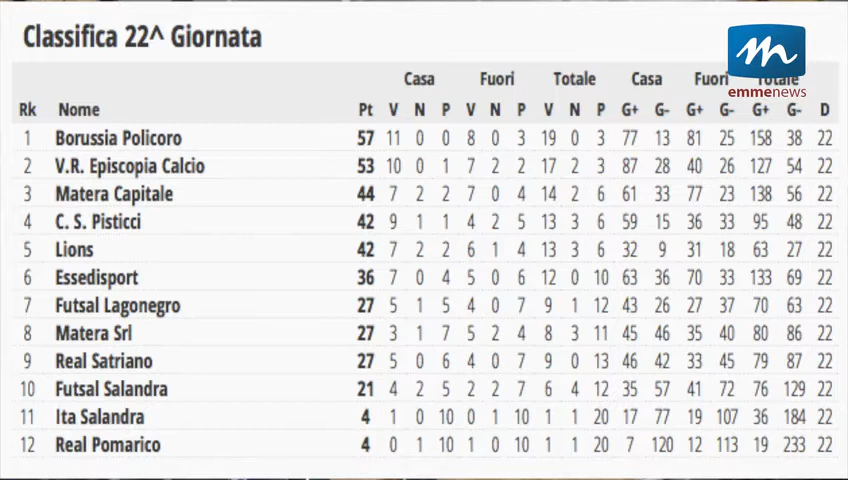 Classifica 22^ Giornata
emmenews
Casa Fuori Totale Casa Fuori Totale
Rk Nome Pt V N P V N P V N P G+ G- G+ G- G+ G- D
1 Borussia Policoro 57 11 0 0 8 0 3 19 0 3 77 13 81 25 158 38 22
2 V.R. Episcopia Calcio 53 10 0 1 7 2 2 17 2 3 87 28 40 26 127 54 22
3 Matera Capitale 44 7 2 2 7 0 4 14 2 6 61 33 77 23 138 56 22
4 C. S. Pisticci 42 9 1 1 4 2 5 13 3 6 59 15 36 33 95 48 22
5 Lions 42 7 2 2 6 1 4 13 3 6 32 9 31 18 63 27 22
6 Essedisport 36 7 0 4 5 0 6 12 0 10 63 36 70 33 133 69 22
7 Futsal Lagonegro 27 5 1 5 4 0 7 9 1 12 43 26 27 37 70 63 22
8 Matera Srl 27 3 1 7 5 2 4 8 3 11 45 46 35 40 80 86 22
9 Real Satriano 27 5 0 6 4 0 7 9 0 13 46 42 33 45 79 87 22
10 Futsal Salandra 21 4 2 5 2 2 7 6 4 12 35 57 41 72 76 129 22
11 Ita Salandra 4 1 0 10 0 1 10 1 1 20 17 77 19 107 36 184 22
12 Real Pomarico 4 0 1 10 1 0 10 1 1 20 7 120 12 113 19 233 22